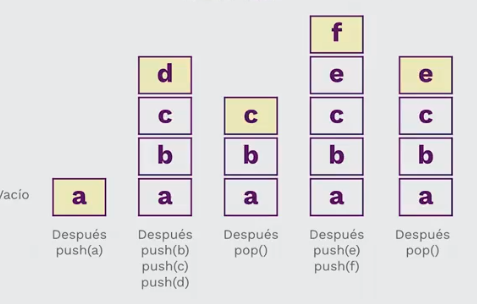 f
d
e
e
c
c
c
c
b
b
b
b
Vacío
a
a
a
a
a
Después
push(a)
Después
push(b)
push(c)
push(d)
Después
pop()
Después
push(e)
push(f)
Después
pop()